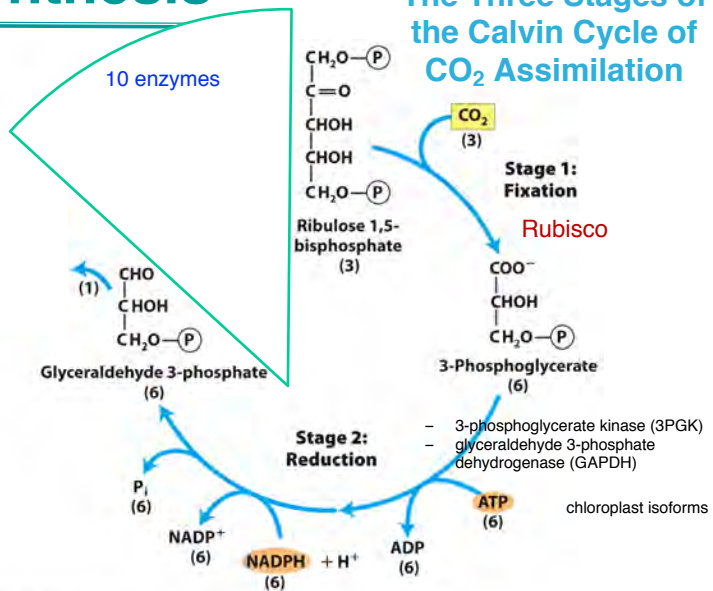 The Three Stages of
the Calvin Cycle of
CO₂ Assimilation
10 enzymes
CH₂O—P
C=O
CHOH
CHOH
CH₂O—P
Ribulose 1,5-
bisphosphate
(3)
CO₂
(3)
Stage 1:
Fixation
Rubisco
COO⁻
CHOH
CH₂O—P
3-Phosphoglycerate
(6)
– 3-phosphoglycerate kinase (3PGK)
– glyceraldehyde 3-phosphate
dehydrogenase (GAPDH)
chloroplast isoforms
Stage 2:
Reduction
ATP
(6)
ADP
(6)
NADPH + H⁺
(6)
NADP⁺
(6)
Pi
(6)
(1)
CHO
CHOH
CH₂O—P
Glyceraldehyde 3-phosphate
(6)